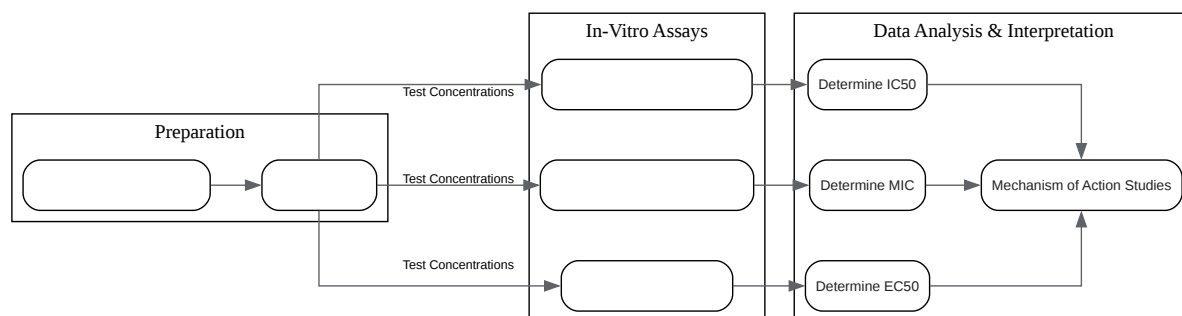 In-Vitro Assays
Data Analysis & Interpretation
Determine IC50
Test Concentrations
Preparation
Test Concentrations
Determine MIC
Mechanism of Action Studies
Test Concentrations
Determine EC50